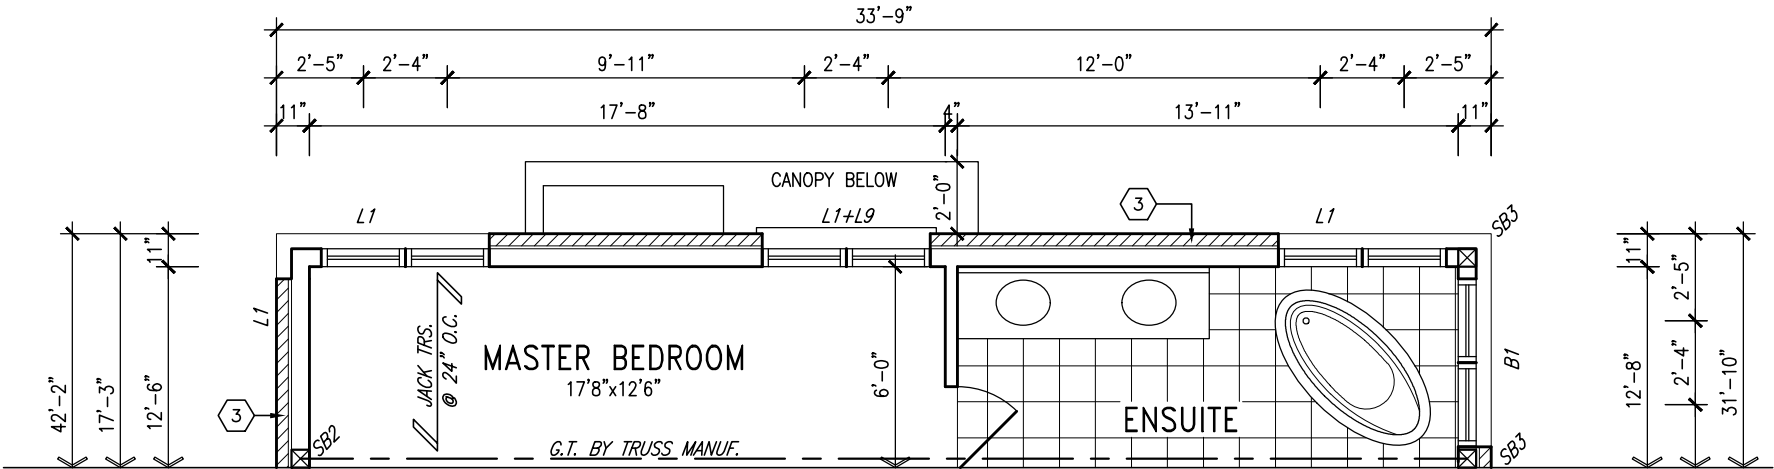 33'-9"
2'-5" 2'-4" 9'-11" 2'-4" 12'-0" 2'-4" 2'-5"
11" 17'-8" 4" 13'-11" 11"
CANOPY BELOW
2'-0"
3
L1 L1+L9 L1 SB3
11" 11"
2'-5"
L1
JACK TRS.
@ 24" O.C.
MASTER BEDROOM
17'8"x12'6"
6'-0"
B1
42'-2" 17'-3" 12'-6"
12'-8" 2'-4" 31'-10"
3
ENSUITE
SB2
G.T. BY TRUSS MANUF.
SB3